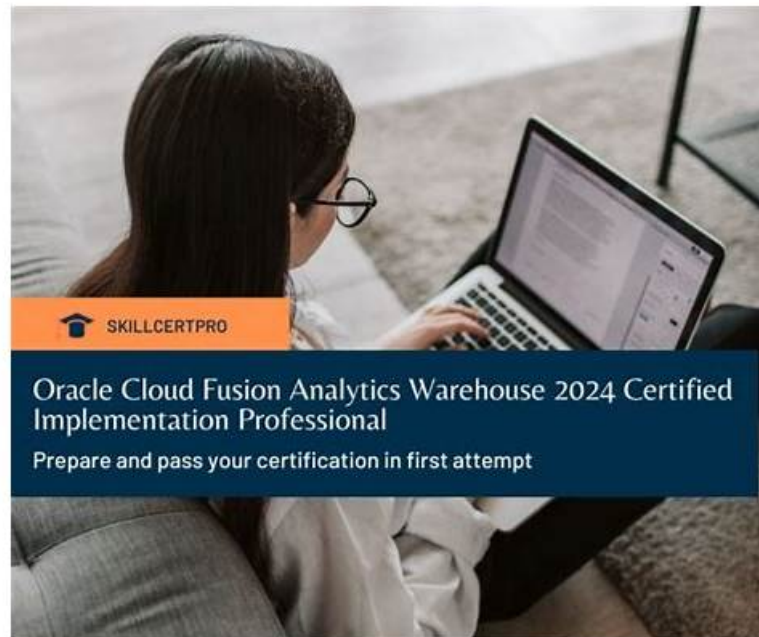 SKILLCERTPRO
Oracle Cloud Fusion Analytics Warehouse 2024 Certified
Implementation Professional
Prepare and pass your certification in first attempt